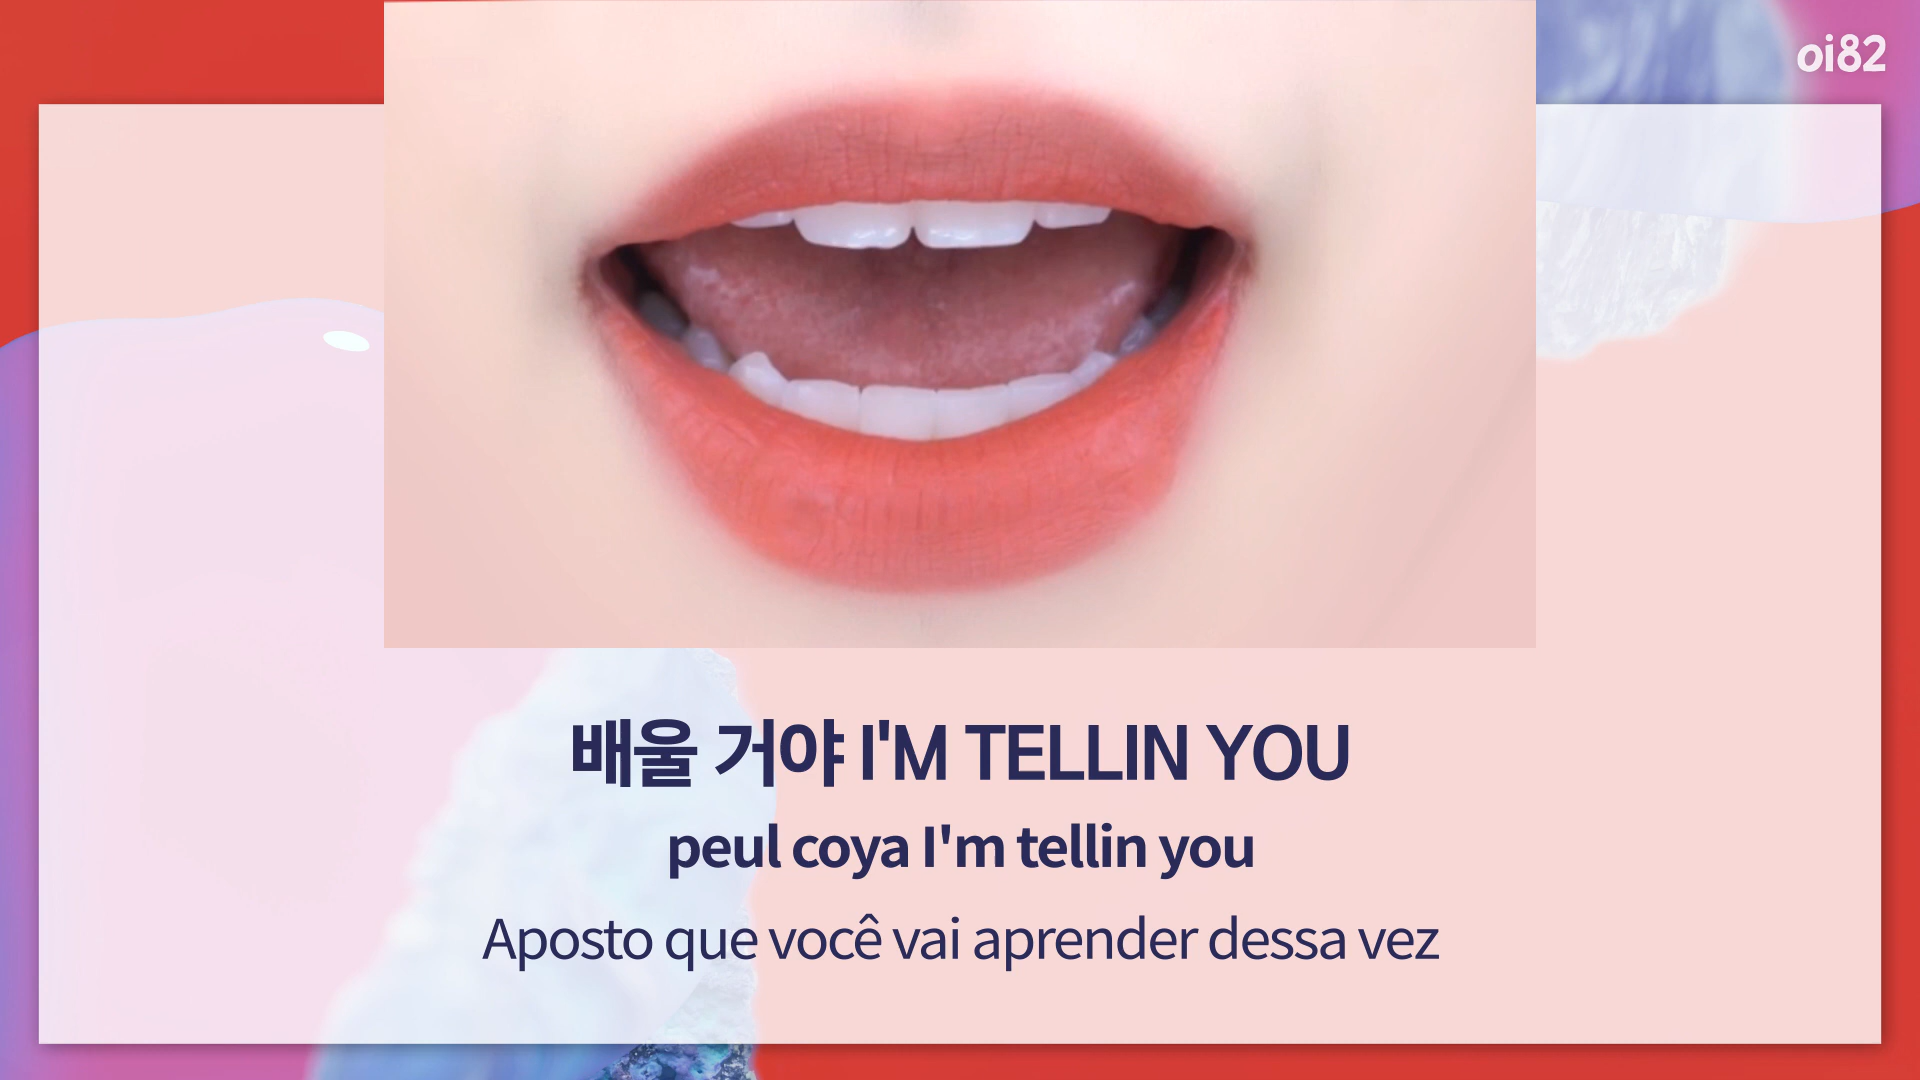 oi82
배울 거야 I'M TELLIN YOU
peul coya I'm tellin you
Aposto que você vai aprender dessa vez